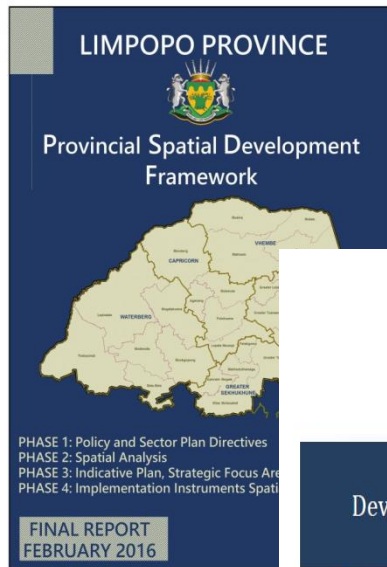 LIMPOPO PROVINCE
Provincial Spatial Development
Framework
VHEMBE
CAPRICORN
WATERBERG
GREATER
SEKHUKHUNE
PHASE 1: Policy and Sector Plan Directives
PHASE 2: Spatial Analysis
PHASE 3: Indicative Plan, Strategic Focus Are
PHASE 4: Implementation Instruments Spati
FINAL REPORT
FEBRUARY 2016
Dev